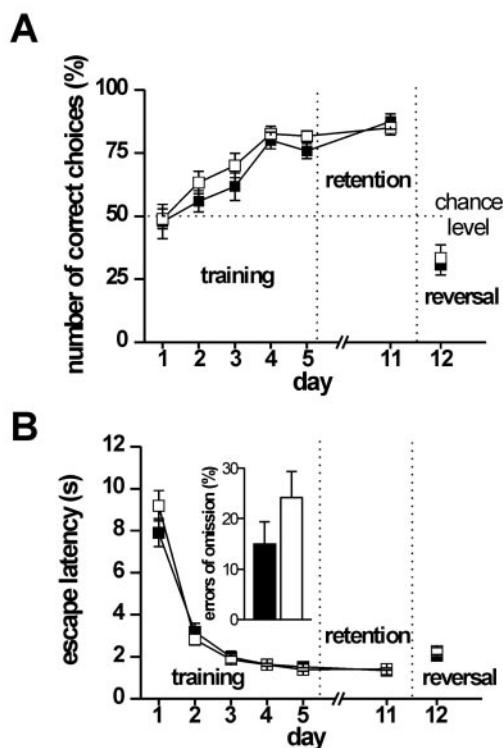 A
number of correct choices (%)
100
75
50
25
0
training
retention
chance
level
reversal
1 2 3 4 5 11 12
day
B
escape latency (s)
12
10
8
6
4
2
0
errors of omission (%)
30
20
10
0
training
retention
reversal
1 2 3 4 5 11 12
day